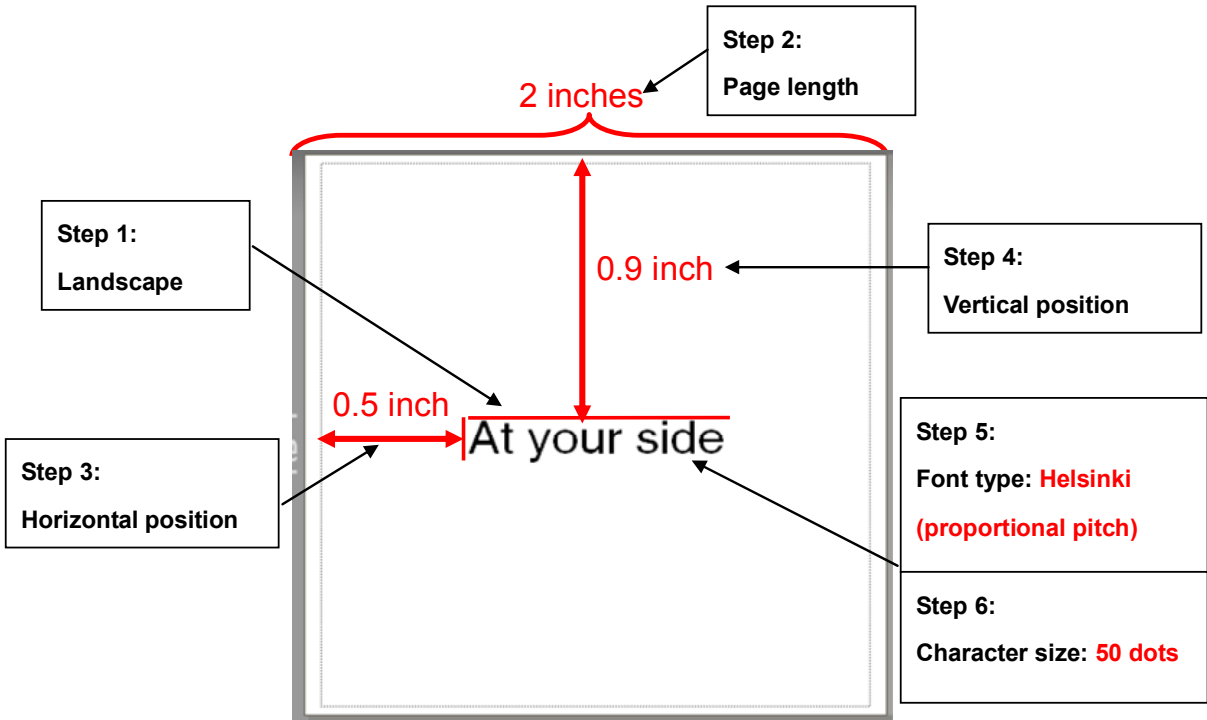 Step 2:
Page length
2 inches
Step 1:
Landscape
0.9 inch
Step 4:
Vertical position
0.5 inch
At your side
Step 3:
Horizontal position
Step 5:
Font type: Helsinki
(proportional pitch)
Step 6:
Character size: 50 dots